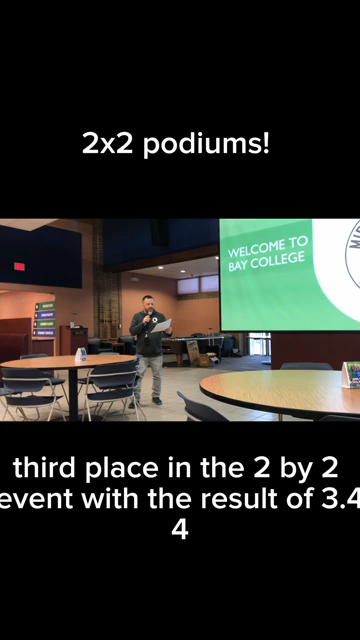 2x2 podiums!
WELCOME TO
BAY COLLEGE
third place in the 2 by 2
event with the result of 3.4
4